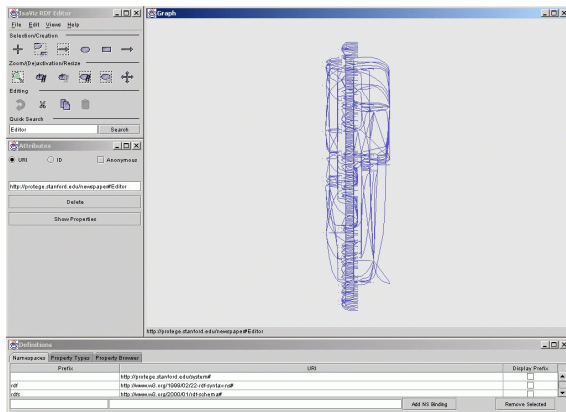 IsaViz RDF Editor
File Edit Views Help
Selection/Creation
Zoom/(De)activation/Resize
Editing
Quick Search
Editor Search
Attributes
URI ID Anonymous
http://protege.stanford.edu/newspaper#Editor
Delete
Show Properties
Graph
http://protege.stanford.edu/newspaper#Editor
Definitions
Namespaces Property Types Property Browser
Prefix URI Display Prefix
http://protege.stanford.edu/system#
rdf http://www.w3.org/1999/02/22-rdf-syntax-ns#
rdfs http://www.w3.org/2000/01/rdf-schema#
Add NS Binding Remove Selected